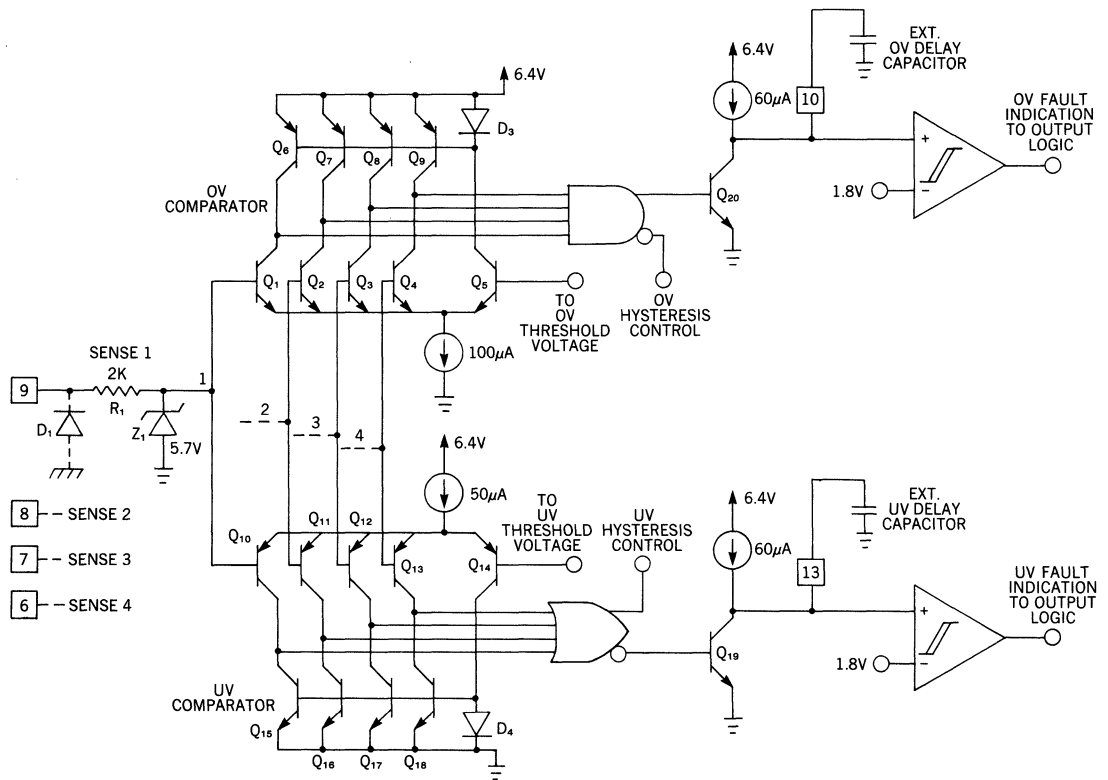 6.4V
EXT.
OV DELAY
CAPACITOR
6.4V
60μA
10
OV FAULT
INDICATION
TO OUTPUT
LOGIC
D₃
Q₆
Q₇
Q₈
Q₉
OV
COMPARATOR
+
1.8V
−
Q₂₀
Q₁
Q₂
Q₃
Q₄
Q₅
TO
OV
THRESHOLD
VOLTAGE
OV
HYSTERESIS
CONTROL
100μA
SENSE 1
2K
R₁
1
9
D₁
Z₁
5.7V
2
3
4
6.4V
50μA
TO
UV
THRESHOLD
VOLTAGE
UV
HYSTERESIS
CONTROL
6.4V
60μA
EXT.
UV DELAY
CAPACITOR
13
8 SENSE 2
7 SENSE 3
6 SENSE 4
Q₁₀
Q₁₁
Q₁₂
Q₁₃
Q₁₄
UV FAULT
INDICATION
TO OUTPUT
LOGIC
+
1.8V
−
Q₁₉
UV
COMPARATOR
Q₁₅
Q₁₆
Q₁₇
Q₁₈
D₄